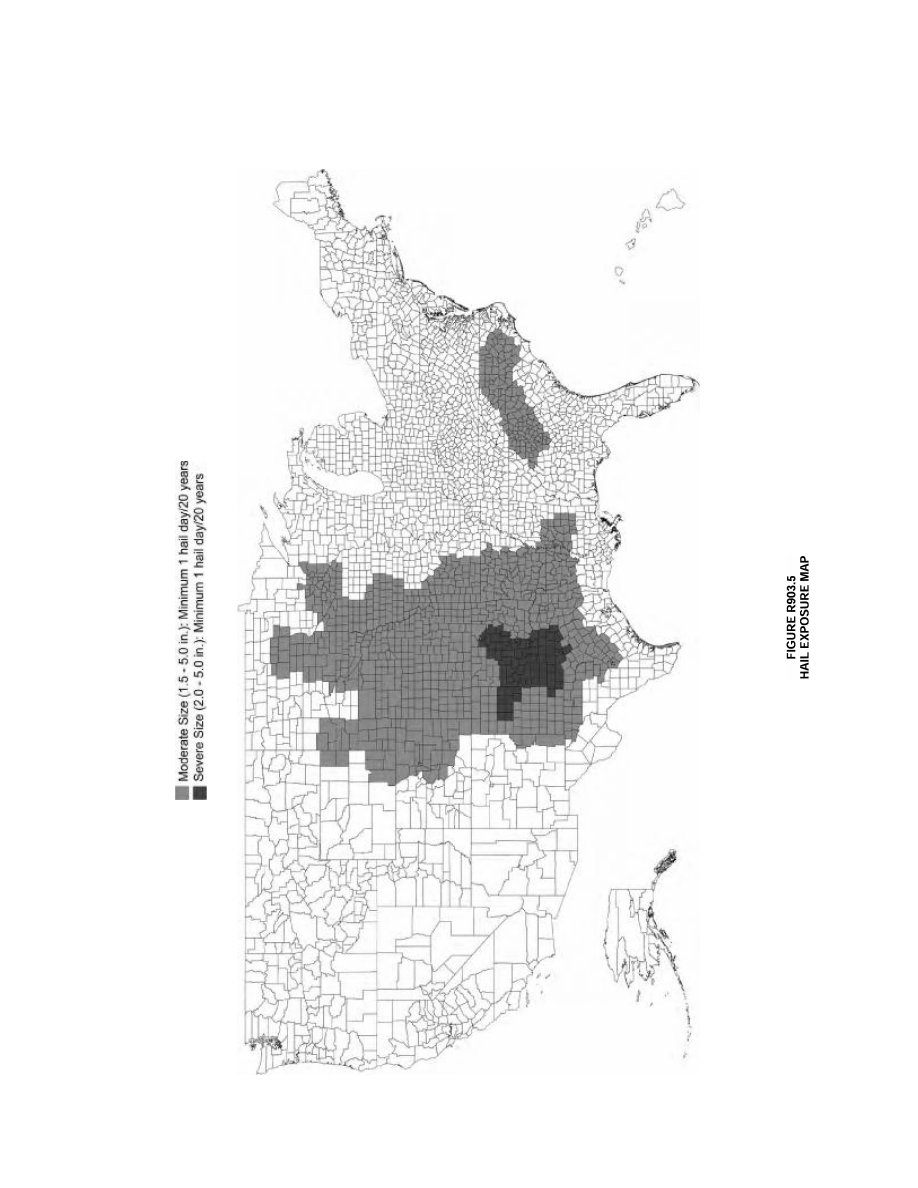 Moderate Size (1.5 - 5.0 in.): Minimum 1 hail day/20 years
Severe Size (2.0 - 5.0 in.): Minimum 1 hail day/20 years
FIGURE R903.5
HAIL EXPOSURE MAP